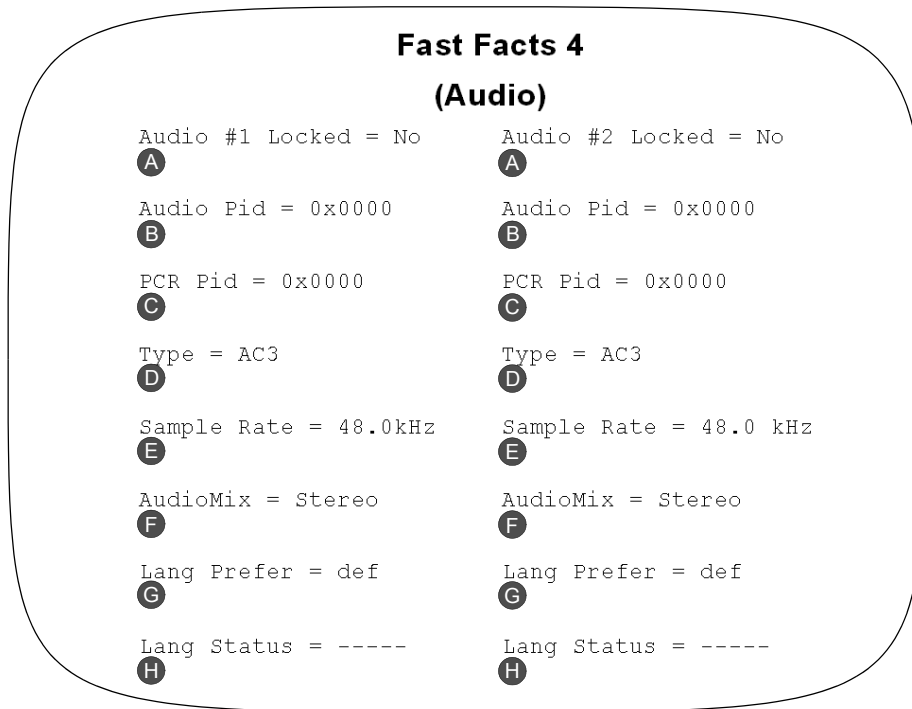 Fast Facts 4
(Audio)
Audio #1 Locked = No Audio #2 Locked = No
A A
Audio Pid = 0x0000 Audio Pid = 0x0000
B B
PCR Pid = 0x0000 PCR Pid = 0x0000
C C
Type = AC3 Type = AC3
D D
Sample Rate = 48.0kHz Sample Rate = 48.0 kHz
E E
AudioMix = Stereo AudioMix = Stereo
F F
Lang Prefer = def Lang Prefer = def
G G
Lang Status = ----- Lang Status = -----
H H